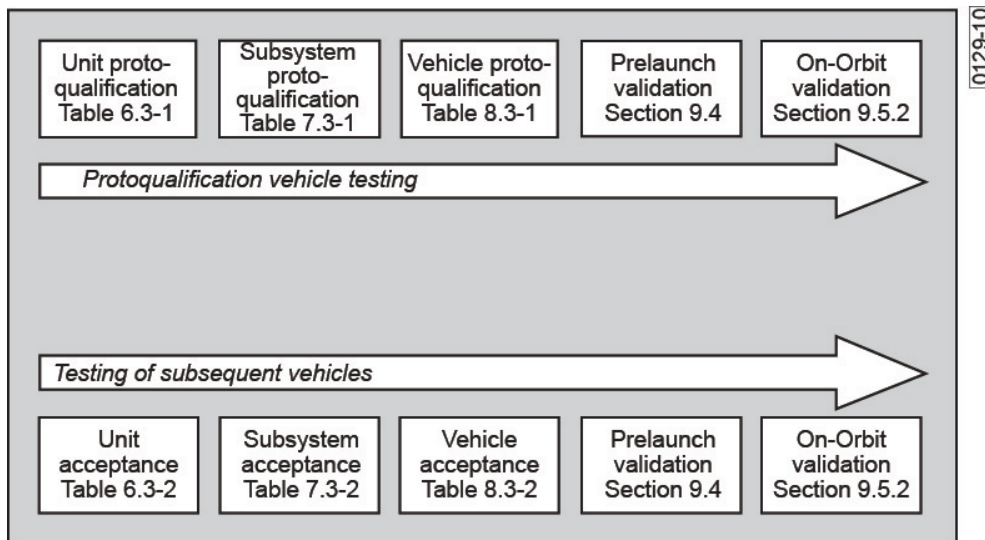 Unit proto-
qualification
Table 6.3-1
Subsystem
proto-
qualification
Table 7.3-1
Vehicle proto-
qualification
Table 8.3-1
Prelaunch
validation
Section 9.4
On-Orbit
validation
Section 9.5.2
0129-10
Protoqualification vehicle testing
Testing of subsequent vehicles
Unit
acceptance
Table 6.3-2
Subsystem
acceptance
Table 7.3-2
Vehicle
acceptance
Table 8.3-2
Prelaunch
validation
Section 9.4
On-Orbit
validation
Section 9.5.2